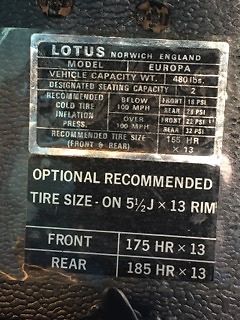 LOTUS NORWICH ENGLAND
MODEL EUROPA
VEHICLE CAPACITY WT. 480 lbs.
DESIGNATED SEATING CAPACITY 2
RECOMMENDED COLD TIRE INFLATION PRESS.
BELOW 100 MPH
FRONT 18 PSI
REAR 28 PSI
OVER 100 MPH
FRONT 22 PSI
REAR 32 PSI
RECOMMENDED TIRE SIZE (FRONT & REAR)
155 HR × 13
OPTIONAL RECOMMENDED
TIRE SIZE - ON 5½J × 13 RIM
FRONT 175 HR × 13
REAR 185 HR × 13